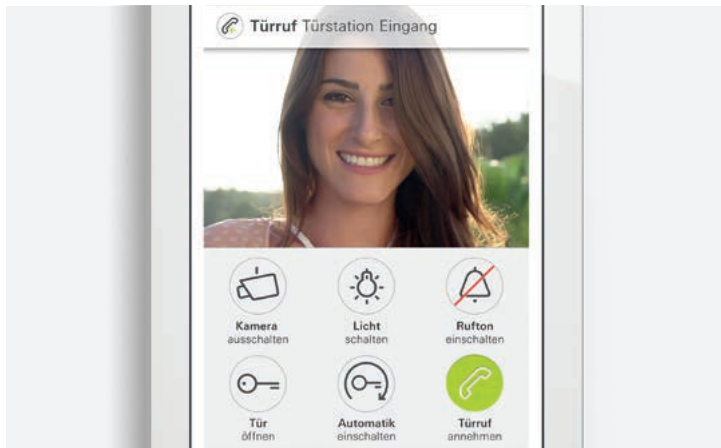 Türruf Türstation Eingang
Kamera Licht Rufton
ausschalten schalten einschalten
Tür Automatik Türruf
öffnen einschalten annehmen